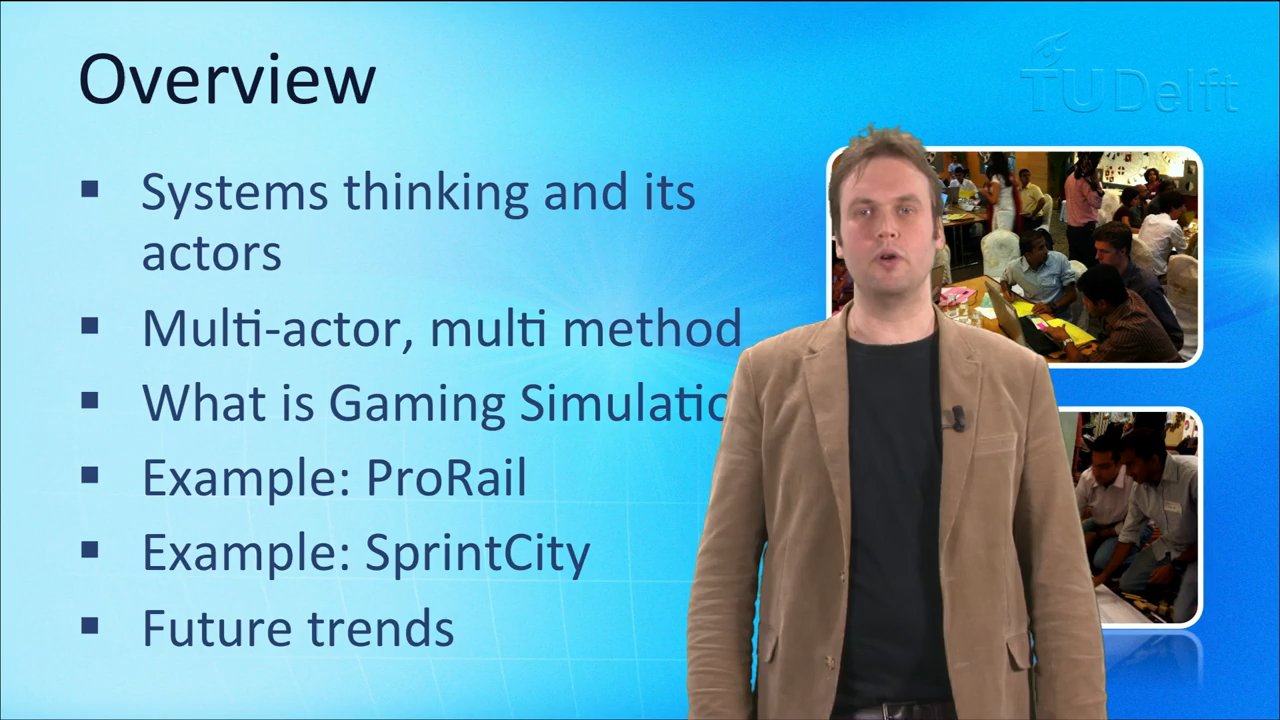 Overview
TU Delft
▪ Systems thinking and its
actors
▪ Multi-actor, multi method
▪ What is Gaming Simulatio
▪ Example: ProRail
▪ Example: SprintCity
▪ Future trends